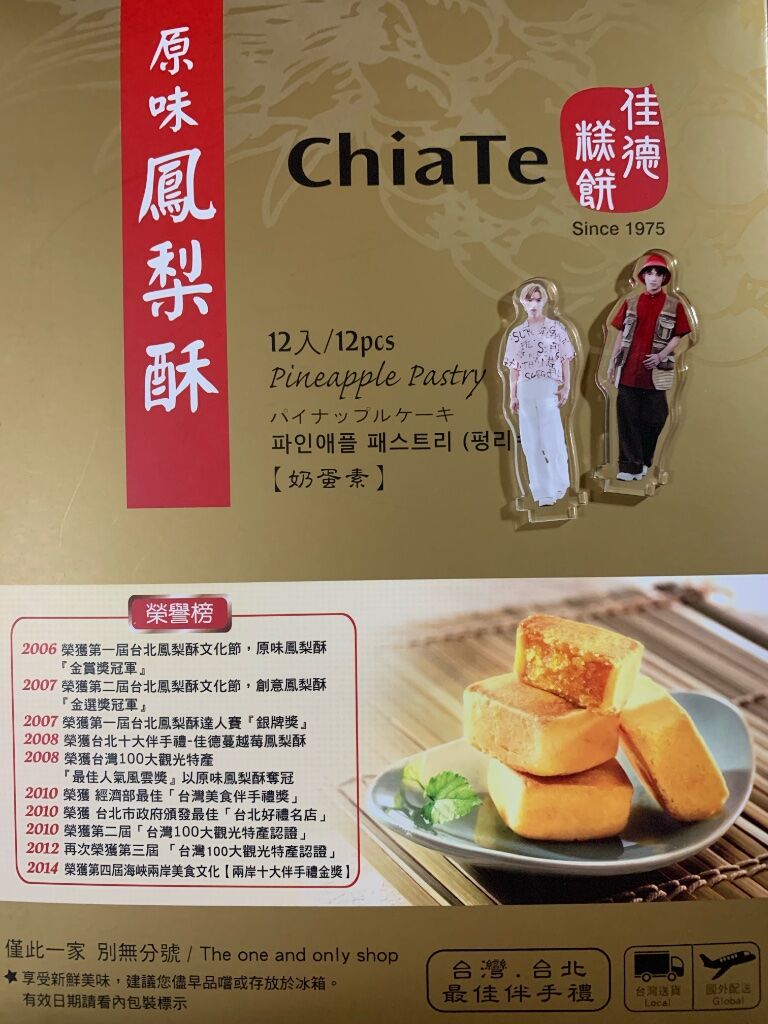 原味鳳梨酥
ChiaTe
佳德
糕餅
Since 1975
12入/12pcs
Pineapple Pastry
パイナップルケーキ
파인애플 패스트리 (펑리
【奶蛋素】
榮譽榜
2006 榮獲第一屆台北鳳梨酥文化節，原味鳳梨酥
『金賞獎冠軍』
2007 榮獲第二屆台北鳳梨酥文化節，創意鳳梨酥
『金選獎冠軍』
2007 榮獲第一屆台北鳳梨酥達人賽『銀牌獎』
2008 榮獲台北十大伴手禮-佳德蔓越莓鳳梨酥
2008 榮獲台灣100大觀光特產
『最佳人氣風雲獎』以原味鳳梨酥奪冠
2010 榮獲 經濟部最佳「台灣美食伴手禮獎」
2010 榮獲 台北市政府頒發最佳「台北好禮名店」
2010 榮獲第二屆「台灣100大觀光特產認證」
2012 再次榮獲第三屆「台灣100大觀光特產認證」
2014 榮獲第四屆海峽兩岸美食文化【兩岸十大伴手禮金獎】
僅此一家 別無分號 / The one and only shop
★享受新鮮美味，建議您儘早品嚐或存放於冰箱。
有效日期請看內包裝標示
台灣．台北
最佳伴手禮
台灣送貨
Local
國外配送
Global